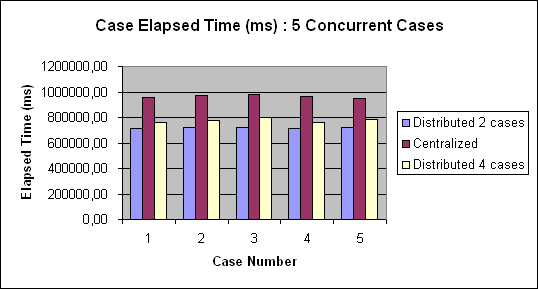 Case Elapsed Time (ms) : 5 Concurrent Cases
1200000,00
1000000,00
800000,00
600000,00
400000,00
200000,00
0,00
Elapsed Time (ms)
1 2 3 4 5
Case Number
Distributed 2 cases
Centralized
Distributed 4 cases